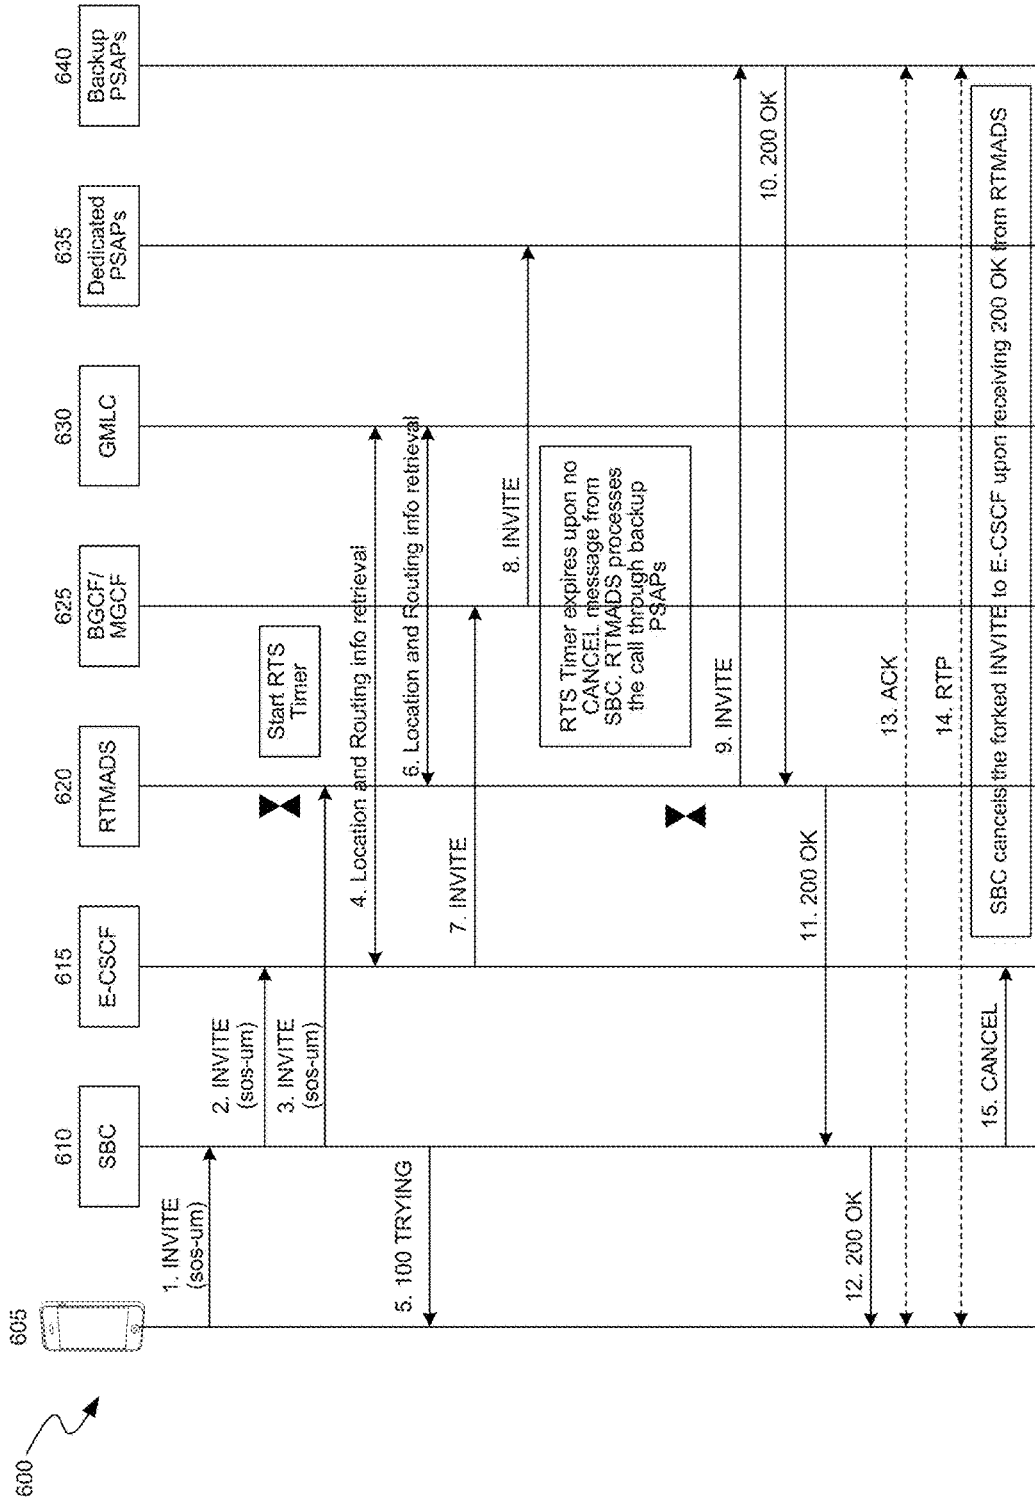 600
605
610
SBC
615
E-CSCF
620
RTMADS
625
BGCF/
MGCF
630
GMLC
635
Dedicated
PSAPs
640
Backup
PSAPs
1. INVITE
(sos-um)
2. INVITE
(sos-um)
3. INVITE
(sos-um)
Start RTS
Timer
4. Location and Routing info retrieval
5. 100 TRYING
6. Location and Routing info retrieval
7. INVITE
8. INVITE
RTS Timer expires upon no
CANCEL message from
SBC. RTMADS processes
the call through backup
PSAPs
9. INVITE
10. 200 OK
11. 200 OK
12. 200 OK
13. ACK
14. RTP
15. CANCEL
SBC cancels the forked INVITE to E-CSCF upon receiving 200 OK from RTMADS